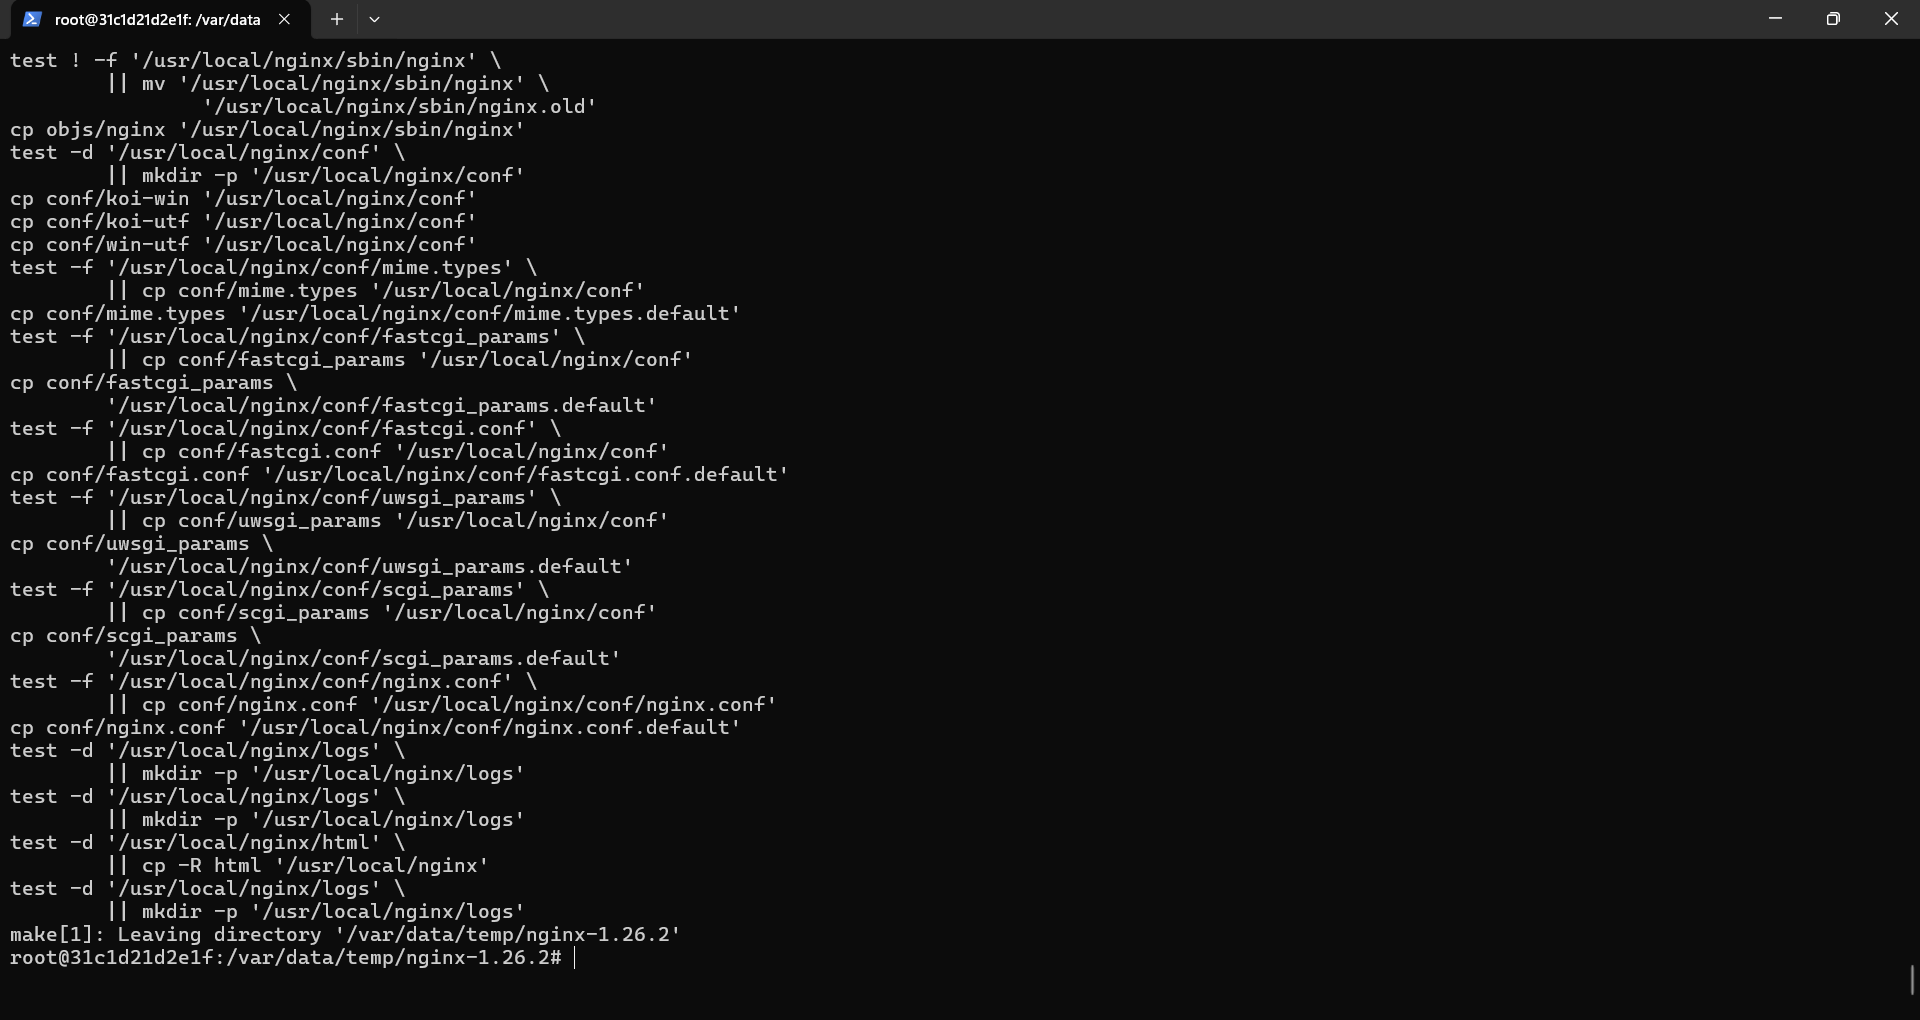 root@31c1d21d2e1f: /var/data
test ! -f '/usr/local/nginx/sbin/nginx' \
        || mv '/usr/local/nginx/sbin/nginx' \
                '/usr/local/nginx/sbin/nginx.old'
cp objs/nginx '/usr/local/nginx/sbin/nginx'
test -d '/usr/local/nginx/conf' \
        || mkdir -p '/usr/local/nginx/conf'
cp conf/koi-win '/usr/local/nginx/conf'
cp conf/koi-utf '/usr/local/nginx/conf'
cp conf/win-utf '/usr/local/nginx/conf'
test -f '/usr/local/nginx/conf/mime.types' \
        || cp conf/mime.types '/usr/local/nginx/conf'
cp conf/mime.types '/usr/local/nginx/conf/mime.types.default'
test -f '/usr/local/nginx/conf/fastcgi_params' \
        || cp conf/fastcgi_params '/usr/local/nginx/conf'
cp conf/fastcgi_params \
        '/usr/local/nginx/conf/fastcgi_params.default'
test -f '/usr/local/nginx/conf/fastcgi.conf' \
        || cp conf/fastcgi.conf '/usr/local/nginx/conf'
cp conf/fastcgi.conf '/usr/local/nginx/conf/fastcgi.conf.default'
test -f '/usr/local/nginx/conf/uwsgi_params' \
        || cp conf/uwsgi_params '/usr/local/nginx/conf'
cp conf/uwsgi_params \
        '/usr/local/nginx/conf/uwsgi_params.default'
test -f '/usr/local/nginx/conf/scgi_params' \
        || cp conf/scgi_params '/usr/local/nginx/conf'
cp conf/scgi_params \
        '/usr/local/nginx/conf/scgi_params.default'
test -f '/usr/local/nginx/conf/nginx.conf' \
        || cp conf/nginx.conf '/usr/local/nginx/conf/nginx.conf'
cp conf/nginx.conf '/usr/local/nginx/conf/nginx.conf.default'
test -d '/usr/local/nginx/logs' \
        || mkdir -p '/usr/local/nginx/logs'
test -d '/usr/local/nginx/logs' \
        || mkdir -p '/usr/local/nginx/logs'
test -d '/usr/local/nginx/html' \
        || cp -R html '/usr/local/nginx'
test -d '/usr/local/nginx/logs' \
        || mkdir -p '/usr/local/nginx/logs'
make[1]: Leaving directory '/var/data/temp/nginx-1.26.2'
root@31c1d21d2e1f:/var/data/temp/nginx-1.26.2#